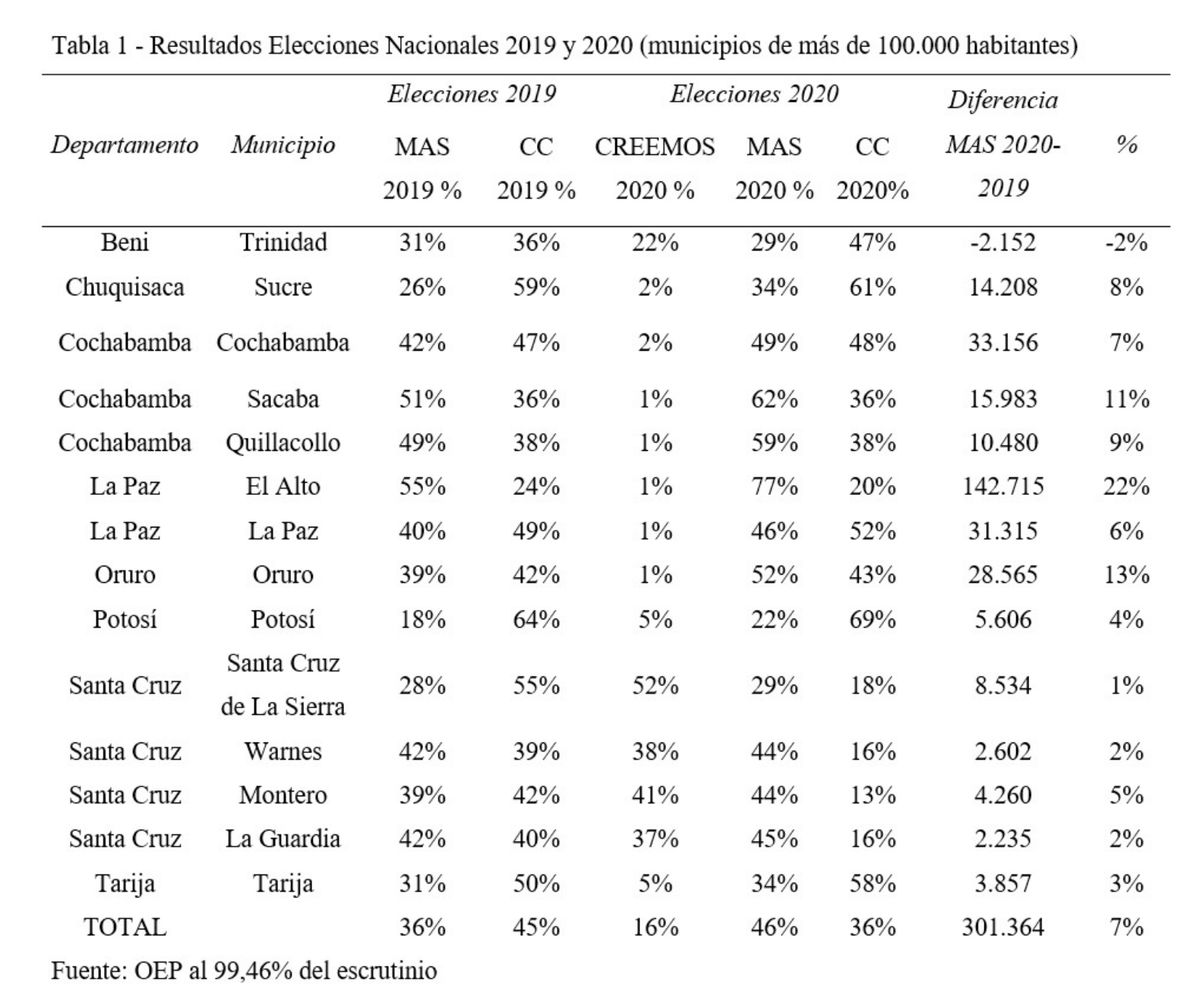 Tabla 1 - Resultados Elecciones Nacionales 2019 y 2020 (municipios de más de 100.000 habitantes)
Elecciones 2019 Elecciones 2020 Diferencia
Departamento Municipio MAS CC CREEMOS MAS CC MAS 2020- %
2019 % 2019 % 2020 % 2020 % 2020% 2019
Beni Trinidad 31% 36% 22% 29% 47% -2.152 -2%
Chuquisaca Sucre 26% 59% 2% 34% 61% 14.208 8%
Cochabamba Cochabamba 42% 47% 2% 49% 48% 33.156 7%
Cochabamba Sacaba 51% 36% 1% 62% 36% 15.983 11%
Cochabamba Quillacollo 49% 38% 1% 59% 38% 10.480 9%
La Paz El Alto 55% 24% 1% 77% 20% 142.715 22%
La Paz La Paz 40% 49% 1% 46% 52% 31.315 6%
Oruro Oruro 39% 42% 1% 52% 43% 28.565 13%
Potosí Potosí 18% 64% 5% 22% 69% 5.606 4%
Santa Cruz
Santa Cruz 28% 55% 52% 29% 18% 8.534 1%
de La Sierra
Santa Cruz Warnes 42% 39% 38% 44% 16% 2.602 2%
Santa Cruz Montero 39% 42% 41% 44% 13% 4.260 5%
Santa Cruz La Guardia 42% 40% 37% 45% 16% 2.235 2%
Tarija Tarija 31% 50% 5% 34% 58% 3.857 3%
TOTAL 36% 45% 16% 46% 36% 301.364 7%
Fuente: OEP al 99,46% del escrutinio